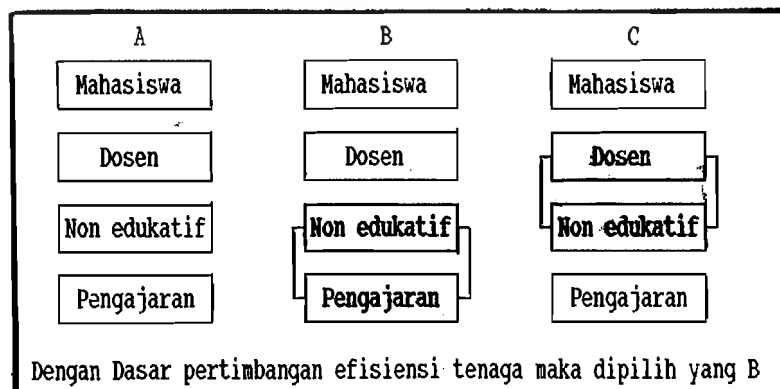 A B C
Mahasiswa Mahasiswa Mahasiswa
Dosen Dosen Dosen
Non edukatif Non edukatif Non edukatif
Pengajaran Pengajaran Pengajaran
Dengan Dasar pertimbangan efisiensi tenaga maka dipilih yang B